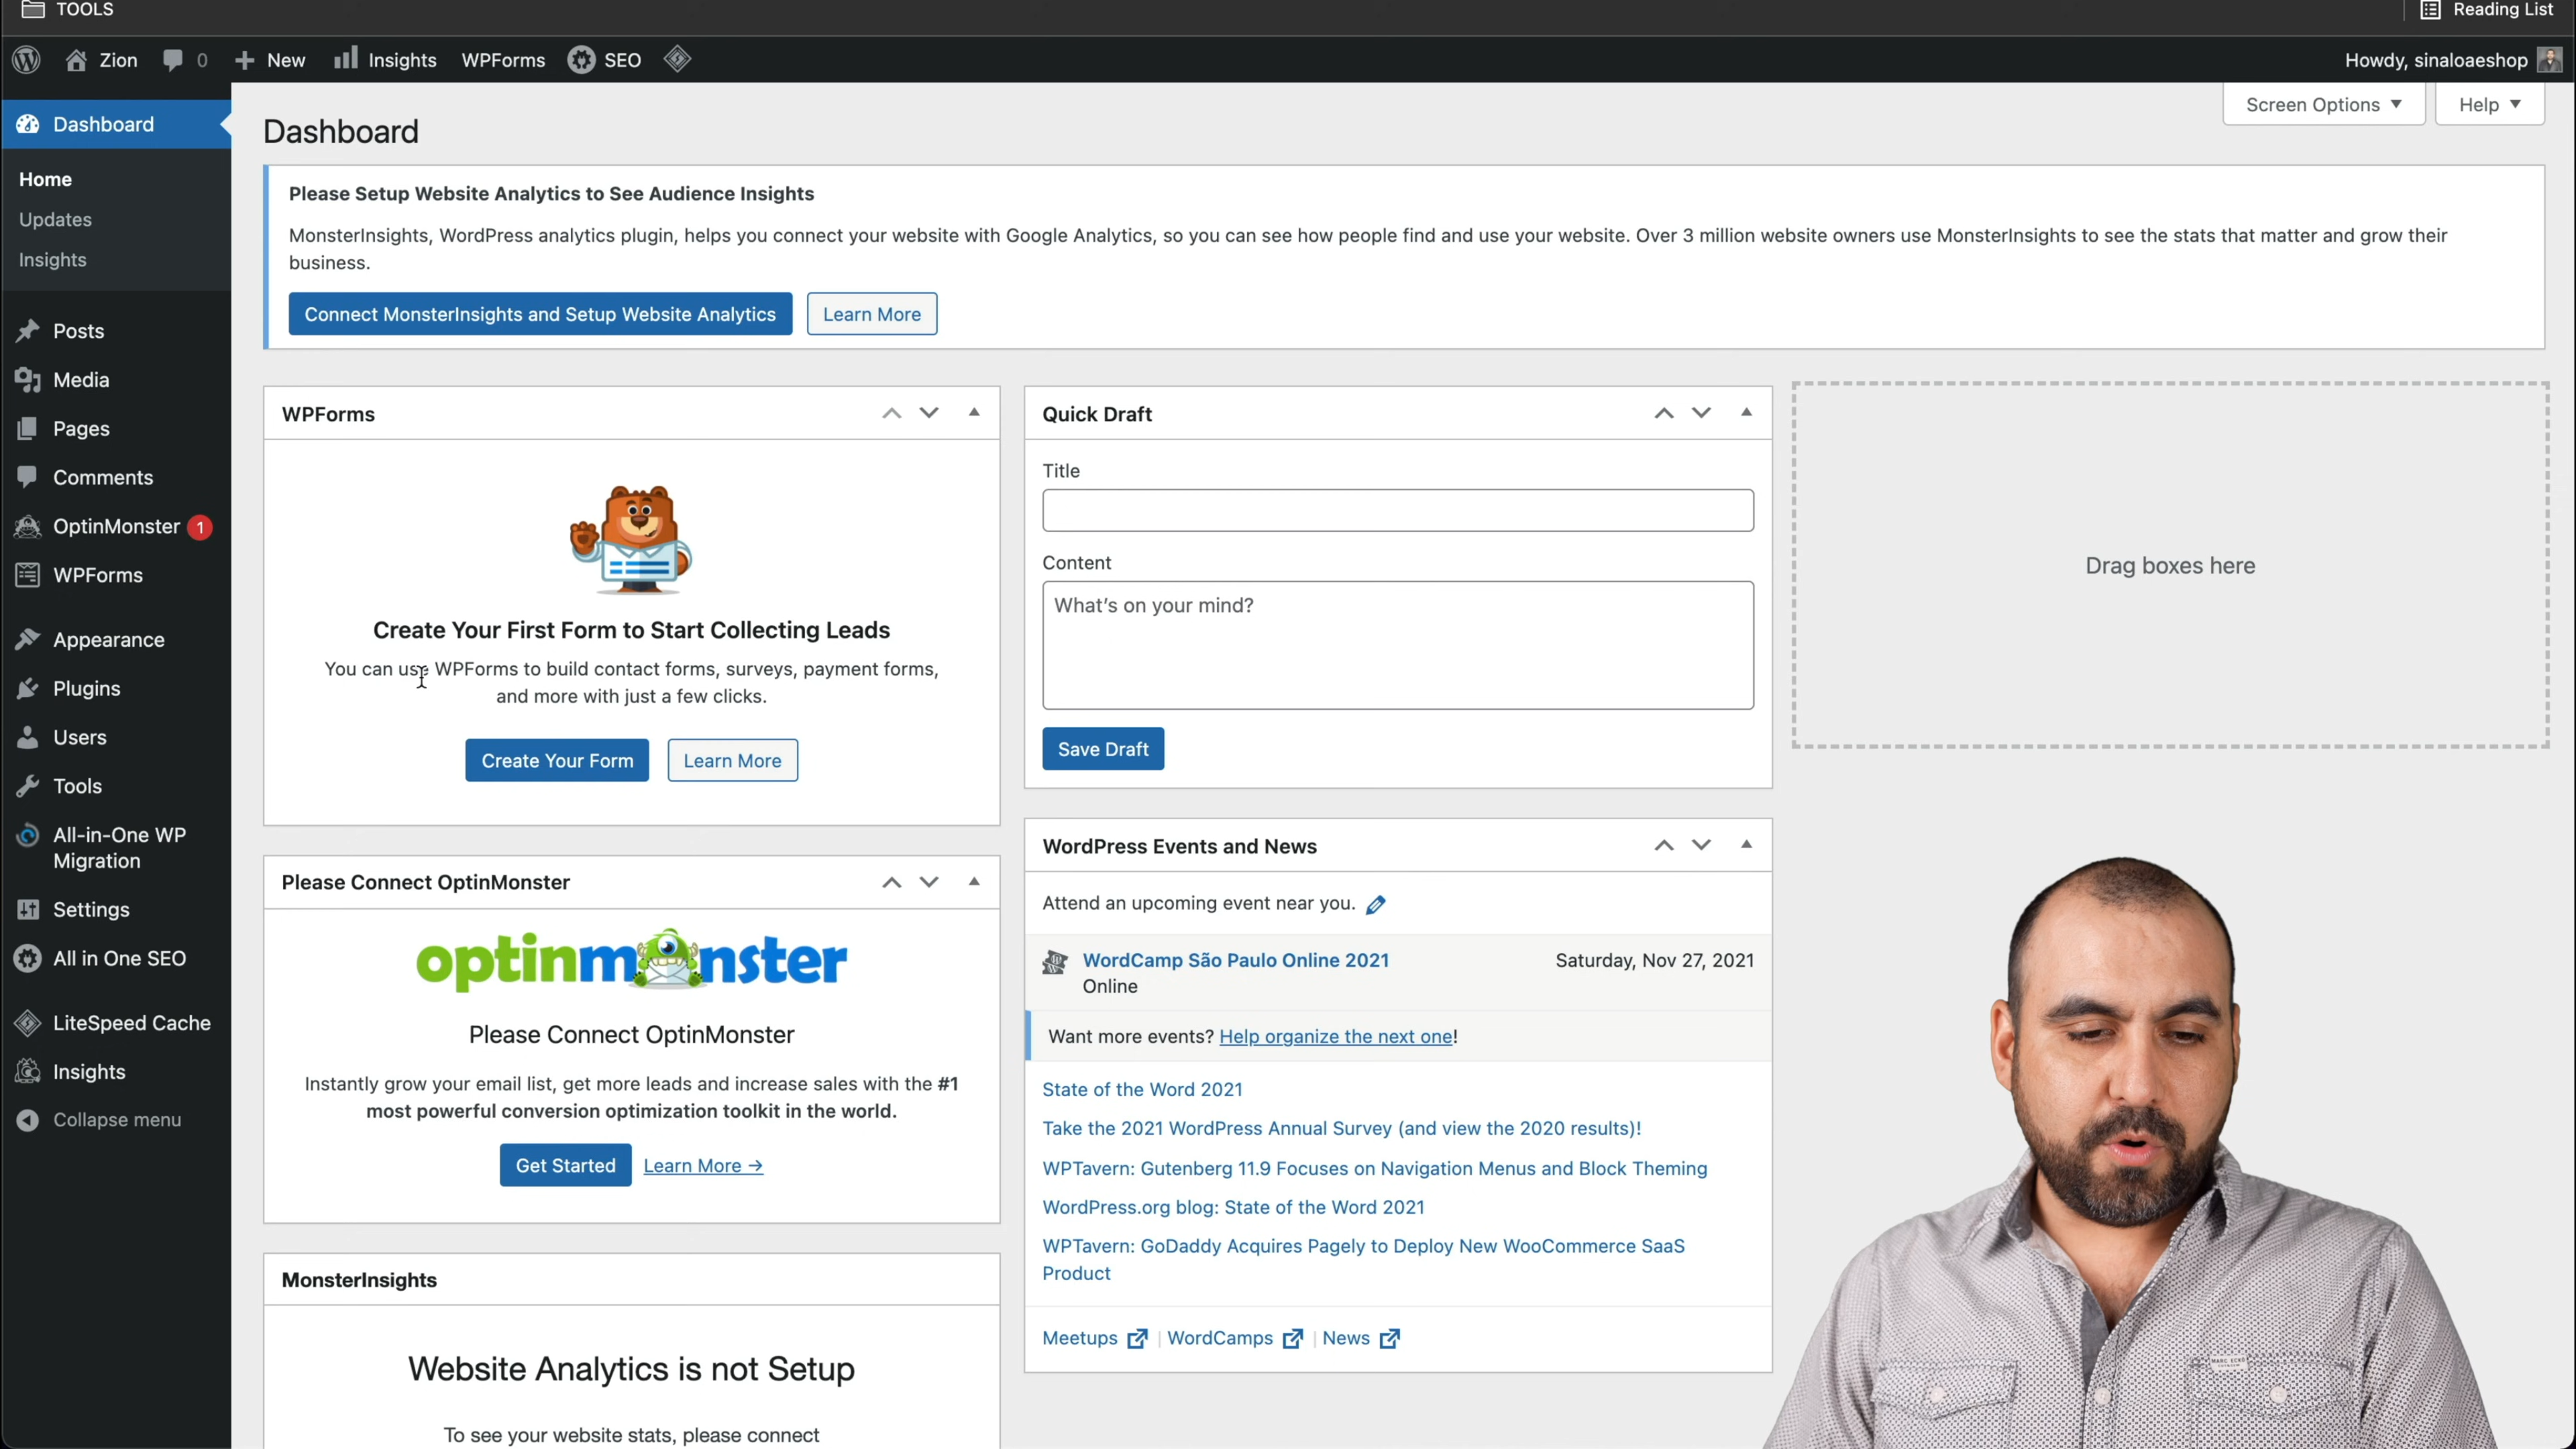 TOOLS
Reading List
Zion
0
New
Insights
WPForms
SEO
Howdy, sinaloaeshop
Dashboard
Home
Updates
Insights
Posts
Media
Pages
Comments
OptinMonster 1
WPForms
Appearance
Plugins
Users
Tools
All-in-One WP
Migration
Settings
All in One SEO
LiteSpeed Cache
Insights
Collapse menu
Screen Options
Help
Dashboard
Please Setup Website Analytics to See Audience Insights
MonsterInsights, WordPress analytics plugin, helps you connect your website with Google Analytics, so you can see how people find and use your website. Over 3 million website owners use MonsterInsights to see the stats that matter and grow their
business.
Connect MonsterInsights and Setup Website Analytics
Learn More
WPForms
Create Your First Form to Start Collecting Leads
You can use WPForms to build contact forms, surveys, payment forms,
and more with just a few clicks.
Create Your Form
Learn More
Please Connect OptinMonster
optinmonster
Please Connect OptinMonster
Instantly grow your email list, get more leads and increase sales with the #1
most powerful conversion optimization toolkit in the world.
Get Started
Learn More →
MonsterInsights
Website Analytics is not Setup
To see your website stats, please connect
Quick Draft
Title
Content
What's on your mind?
Save Draft
WordPress Events and News
Attend an upcoming event near you.
WordCamp São Paulo Online 2021
Saturday, Nov 27, 2021
Online
Want more events? Help organize the next one!
State of the Word 2021
Take the 2021 WordPress Annual Survey (and view the 2020 results)!
WPTavern: Gutenberg 11.9 Focuses on Navigation Menus and Block Theming
WordPress.org blog: State of the Word 2021
WPTavern: GoDaddy Acquires Pagely to Deploy New WooCommerce SaaS
Product
Meetups | WordCamps | News
Drag boxes here
MARC ECKO